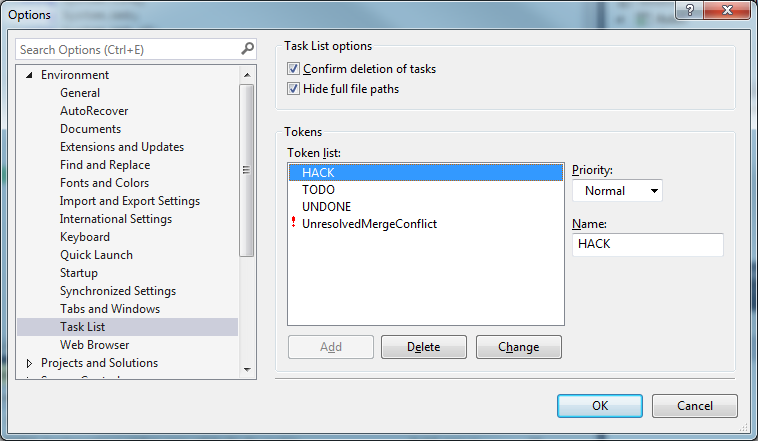 Options
Search Options (Ctrl+E)
Environment
General
AutoRecover
Documents
Extensions and Updates
Find and Replace
Fonts and Colors
Import and Export Settings
International Settings
Keyboard
Quick Launch
Startup
Synchronized Settings
Tabs and Windows
Task List
Web Browser
Projects and Solutions
Task List options
Confirm deletion of tasks
Hide full file paths
Tokens
Token list:
HACK
TODO
UNDONE
UnresolvedMergeConflict
Priority:
Normal
Name:
HACK
Add
Delete
Change
OK
Cancel